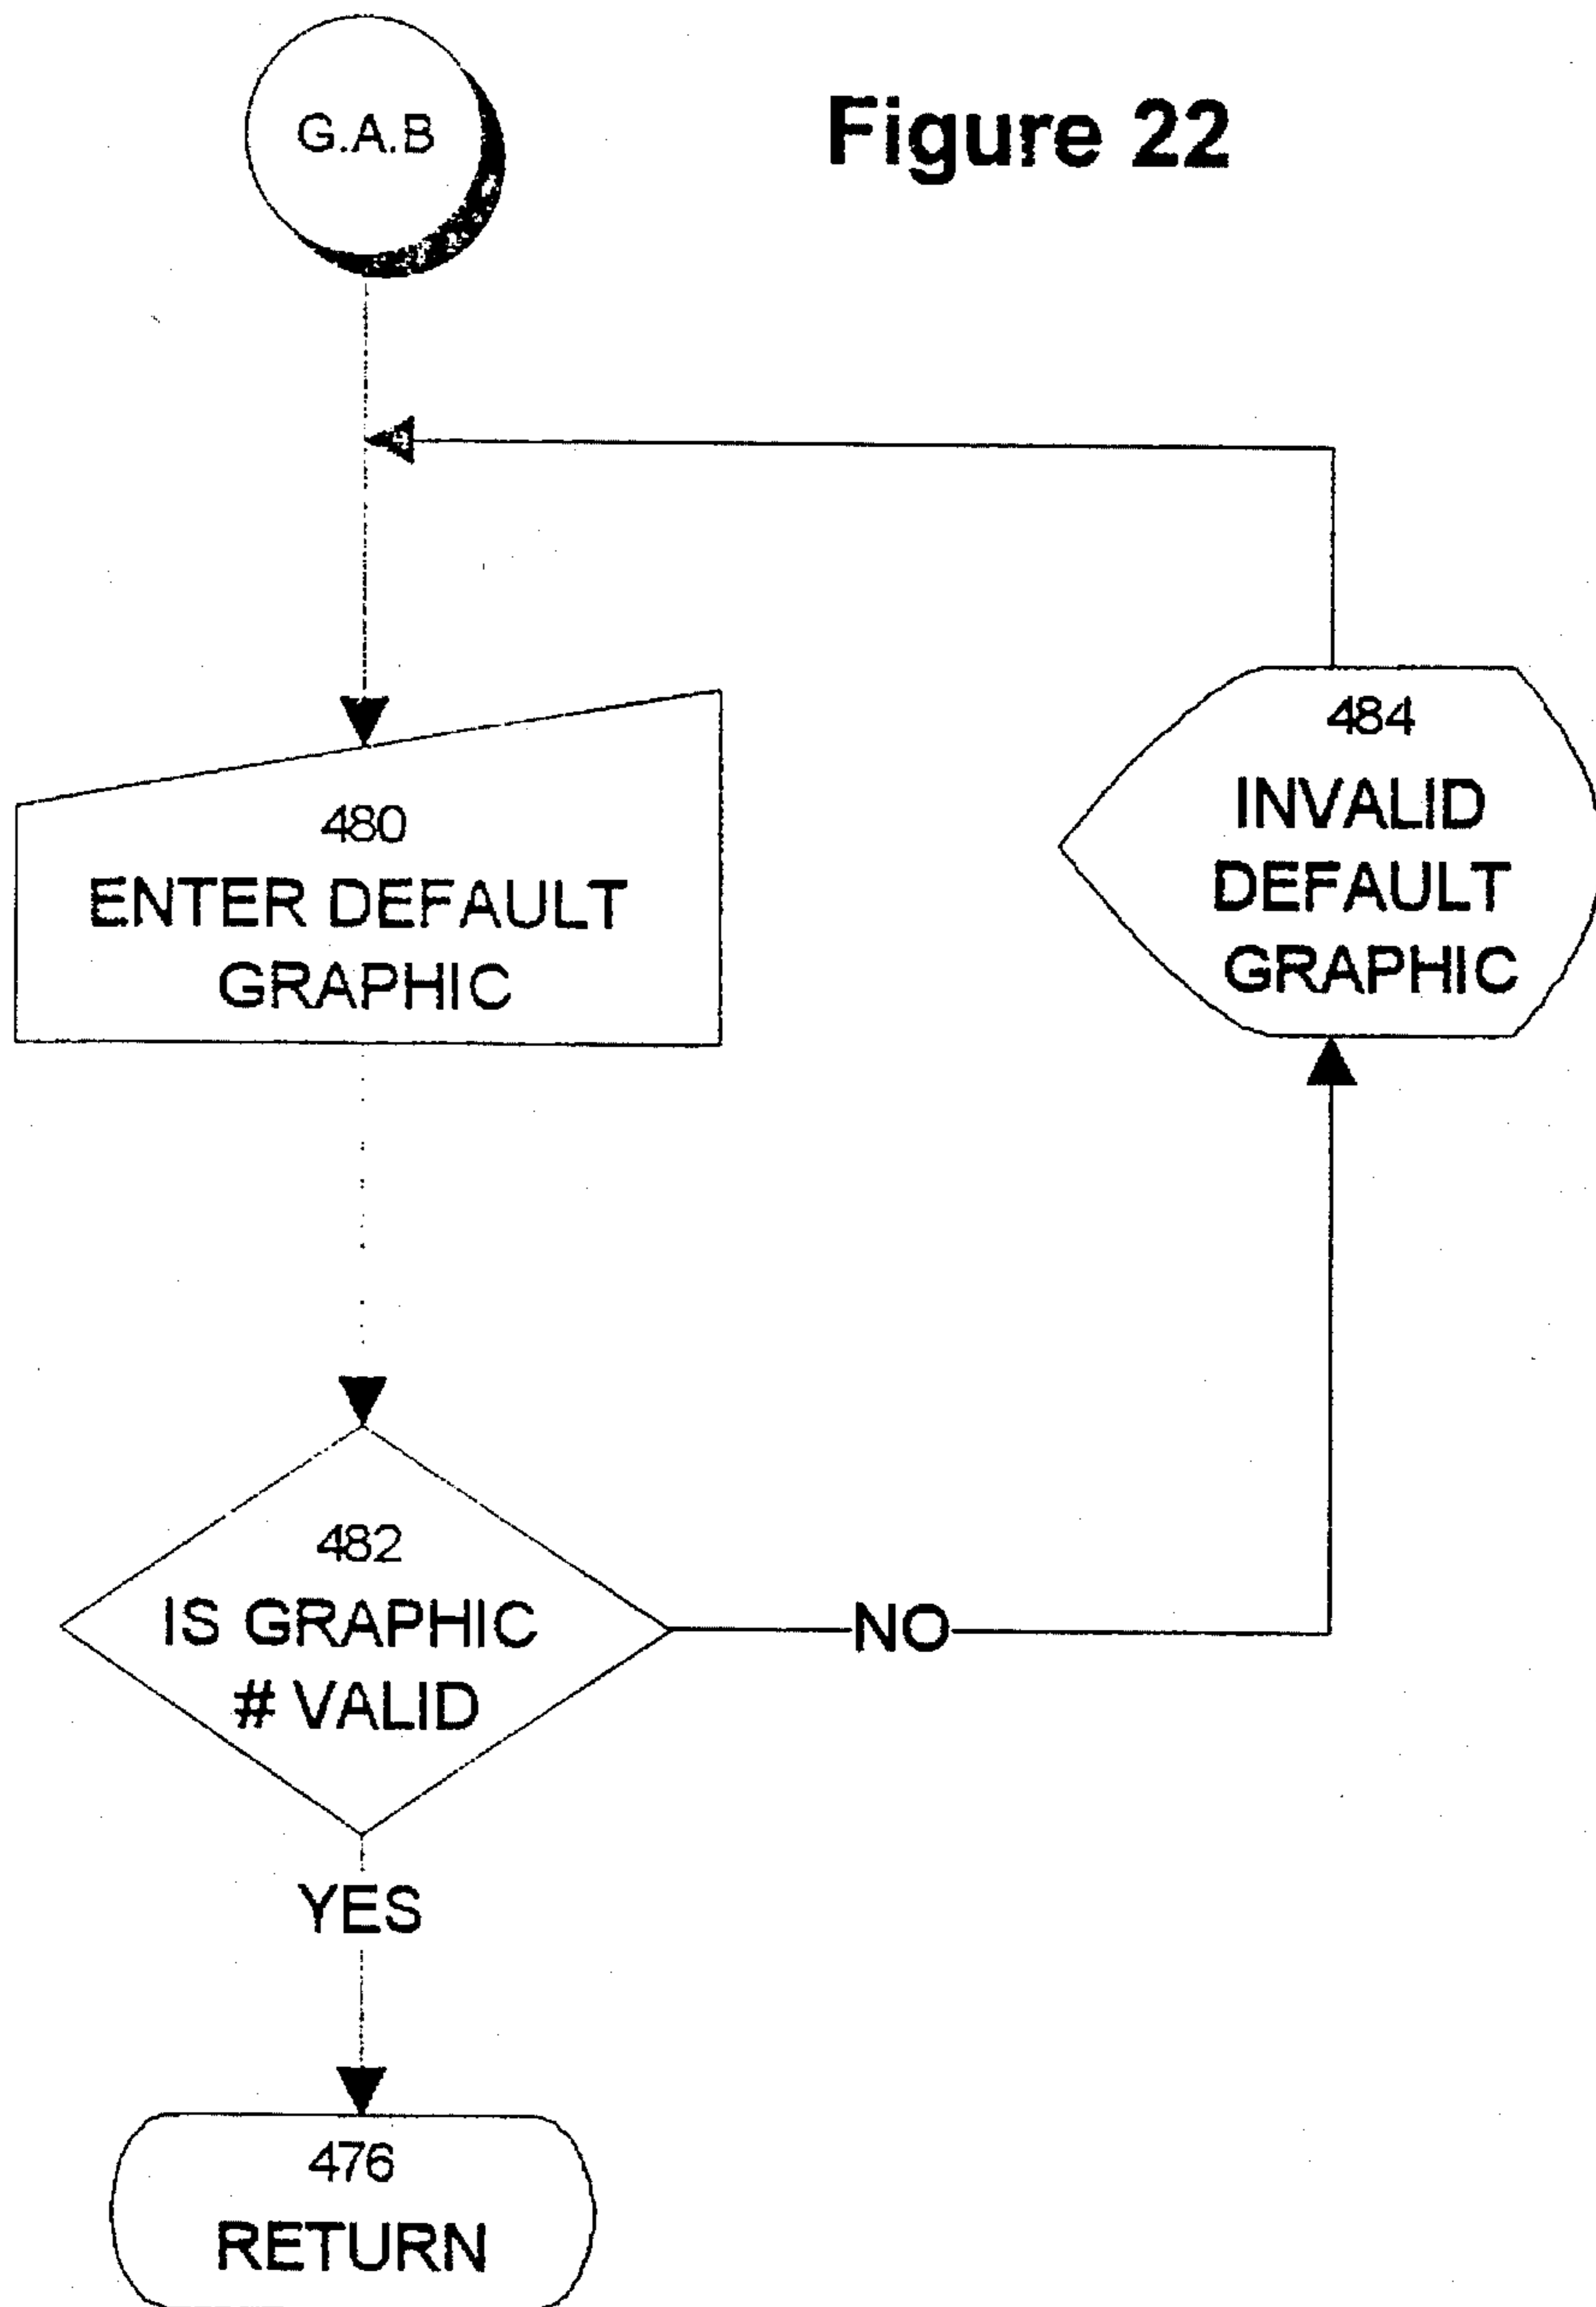 G.A.B
Figure 22
484
INVALID
DEFAULT
GRAPHIC
480
ENTER DEFAULT
GRAPHIC
482
IS GRAPHIC
# VALID
NO
YES
476
RETURN